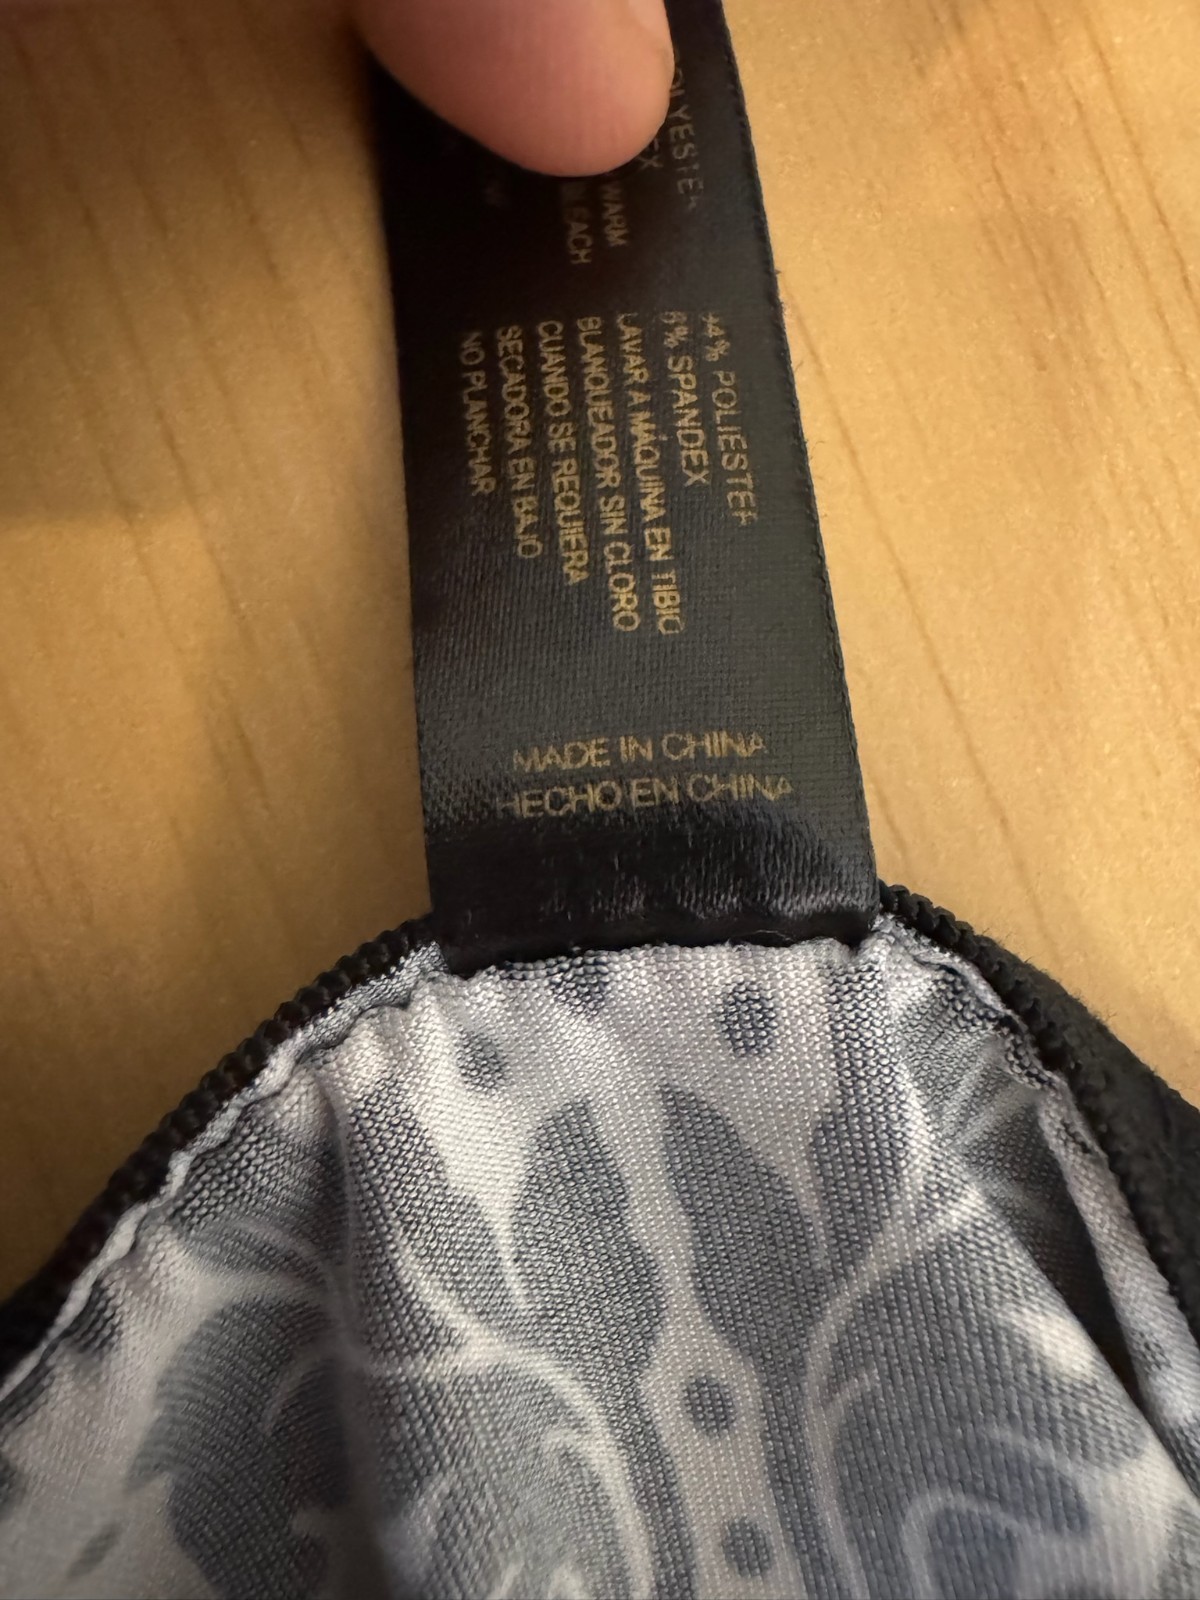 WARM
94% POLIESTER
6% SPANDEX
LAVAR A MÁQUINA EN TIBIO
BLANQUEADOR SIN CLORO
CUANDO SE REQUIERA
SECADORA EN BAJO
NO PLANCHAR
MADE IN CHINA
HECHO EN CHINA